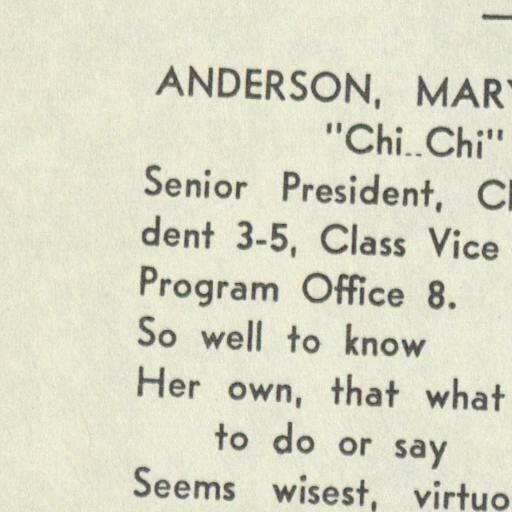 ANDERSON, MARY
"Chi..Chi"
Senior President, Cl
dent 3-5, Class Vice
Program Office 8.
So well to know
Her own, that what
to do or say
Seems wisest, virtuo